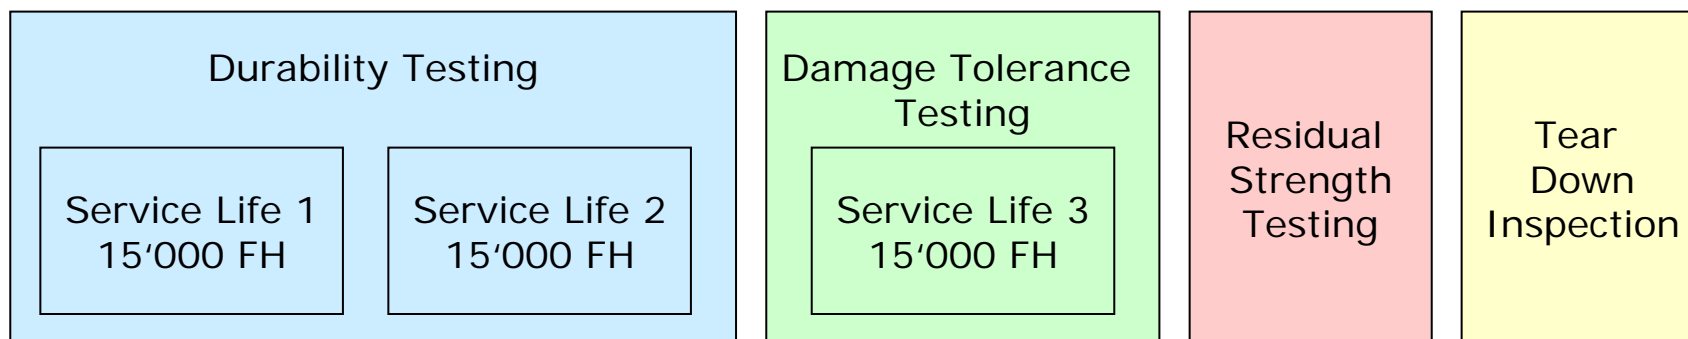 Durability Testing
Service Life 1
15‘000 FH
Service Life 2
15‘000 FH
Damage Tolerance
Testing
Service Life 3
15‘000 FH
Residual
Strength
Testing
Tear
Down
Inspection